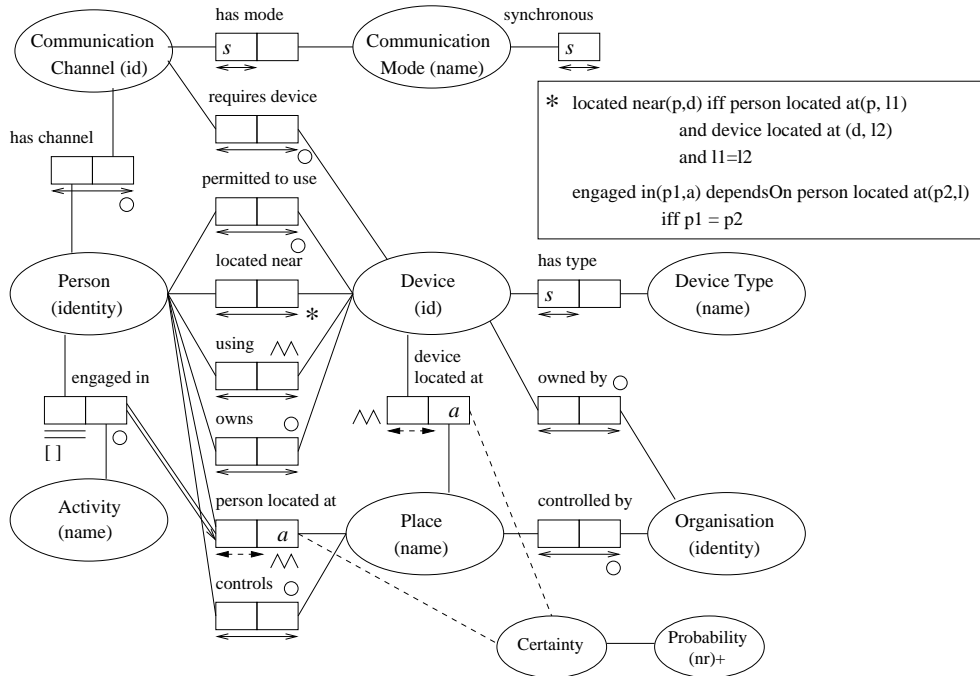 has mode
synchronous
Communication
Channel (id)
s
Communication
Mode (name)
s
requires device
* located near(p,d) iff person located at(p, l1)
and device located at (d, l2)
and l1=l2
engaged in(p1,a) dependsOn person located at(p2,l)
iff p1 = p2
has channel
permitted to use
located near
Person
(identity)
*
Device
(id)
has type
s
Device Type
(name)
using
device
located at
engaged in
owns
a
owned by
[ ]
Activity
(name)
person located at
a
Place
(name)
controlled by
Organisation
(identity)
controls
Certainty
Probability
(nr)+